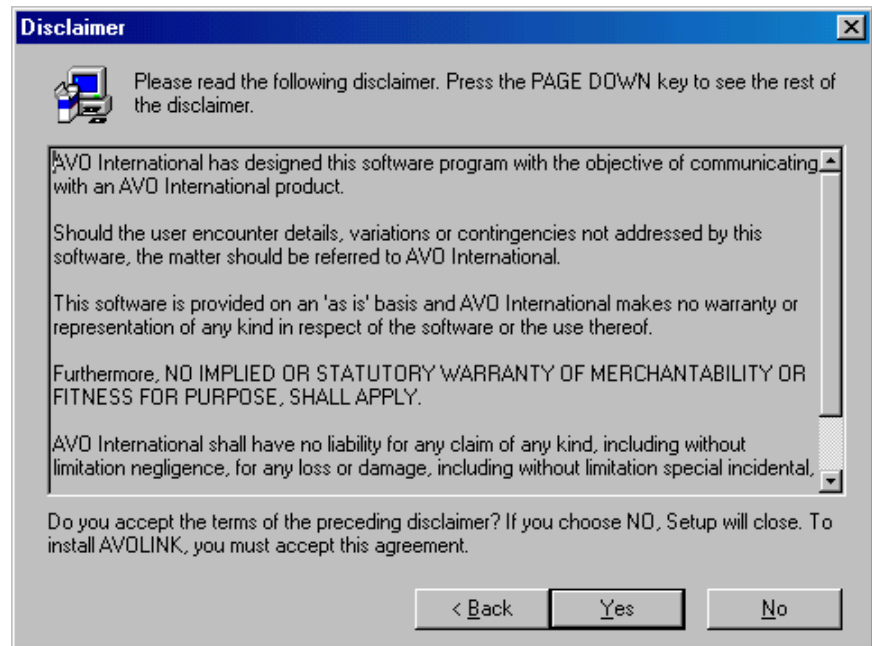 Disclaimer
Please read the following disclaimer. Press the PAGE DOWN key to see the rest of
the disclaimer.
AVO International has designed this software program with the objective of communicating
with an AVO International product.
Should the user encounter details, variations or contingencies not addressed by this
software, the matter should be referred to AVO International.
This software is provided on an 'as is' basis and AVO International makes no warranty or
representation of any kind in respect of the software or the use thereof.
Furthermore, NO IMPLIED OR STATUTORY WARRANTY OF MERCHANTABILITY OR
FITNESS FOR PURPOSE, SHALL APPLY.
AVO International shall have no liability for any claim of any kind, including without
limitation negligence, for any loss or damage, including without limitation special incidental,
Do you accept the terms of the preceding disclaimer? If you choose NO, Setup will close. To
install AVOLINK, you must accept this agreement.
< Back Yes No